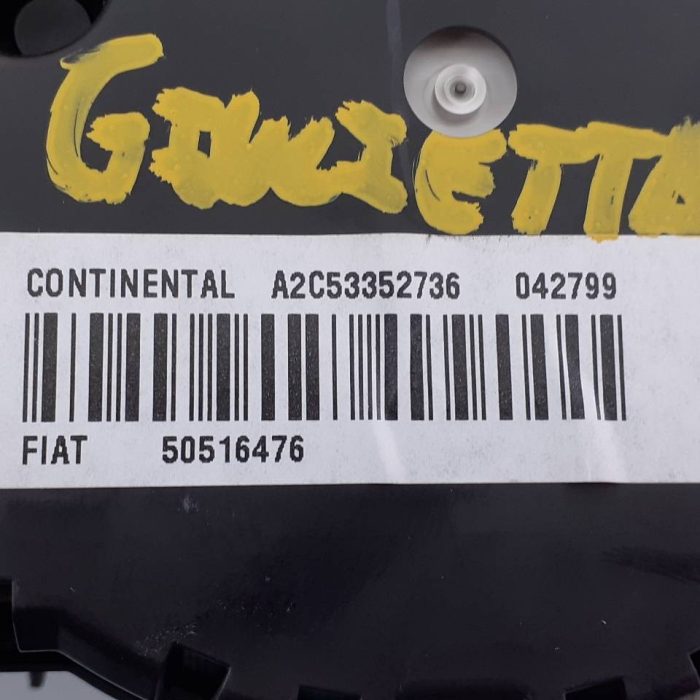 GIULIETTA
CONTINENTAL A2C53352736 042799
FIAT 50516476